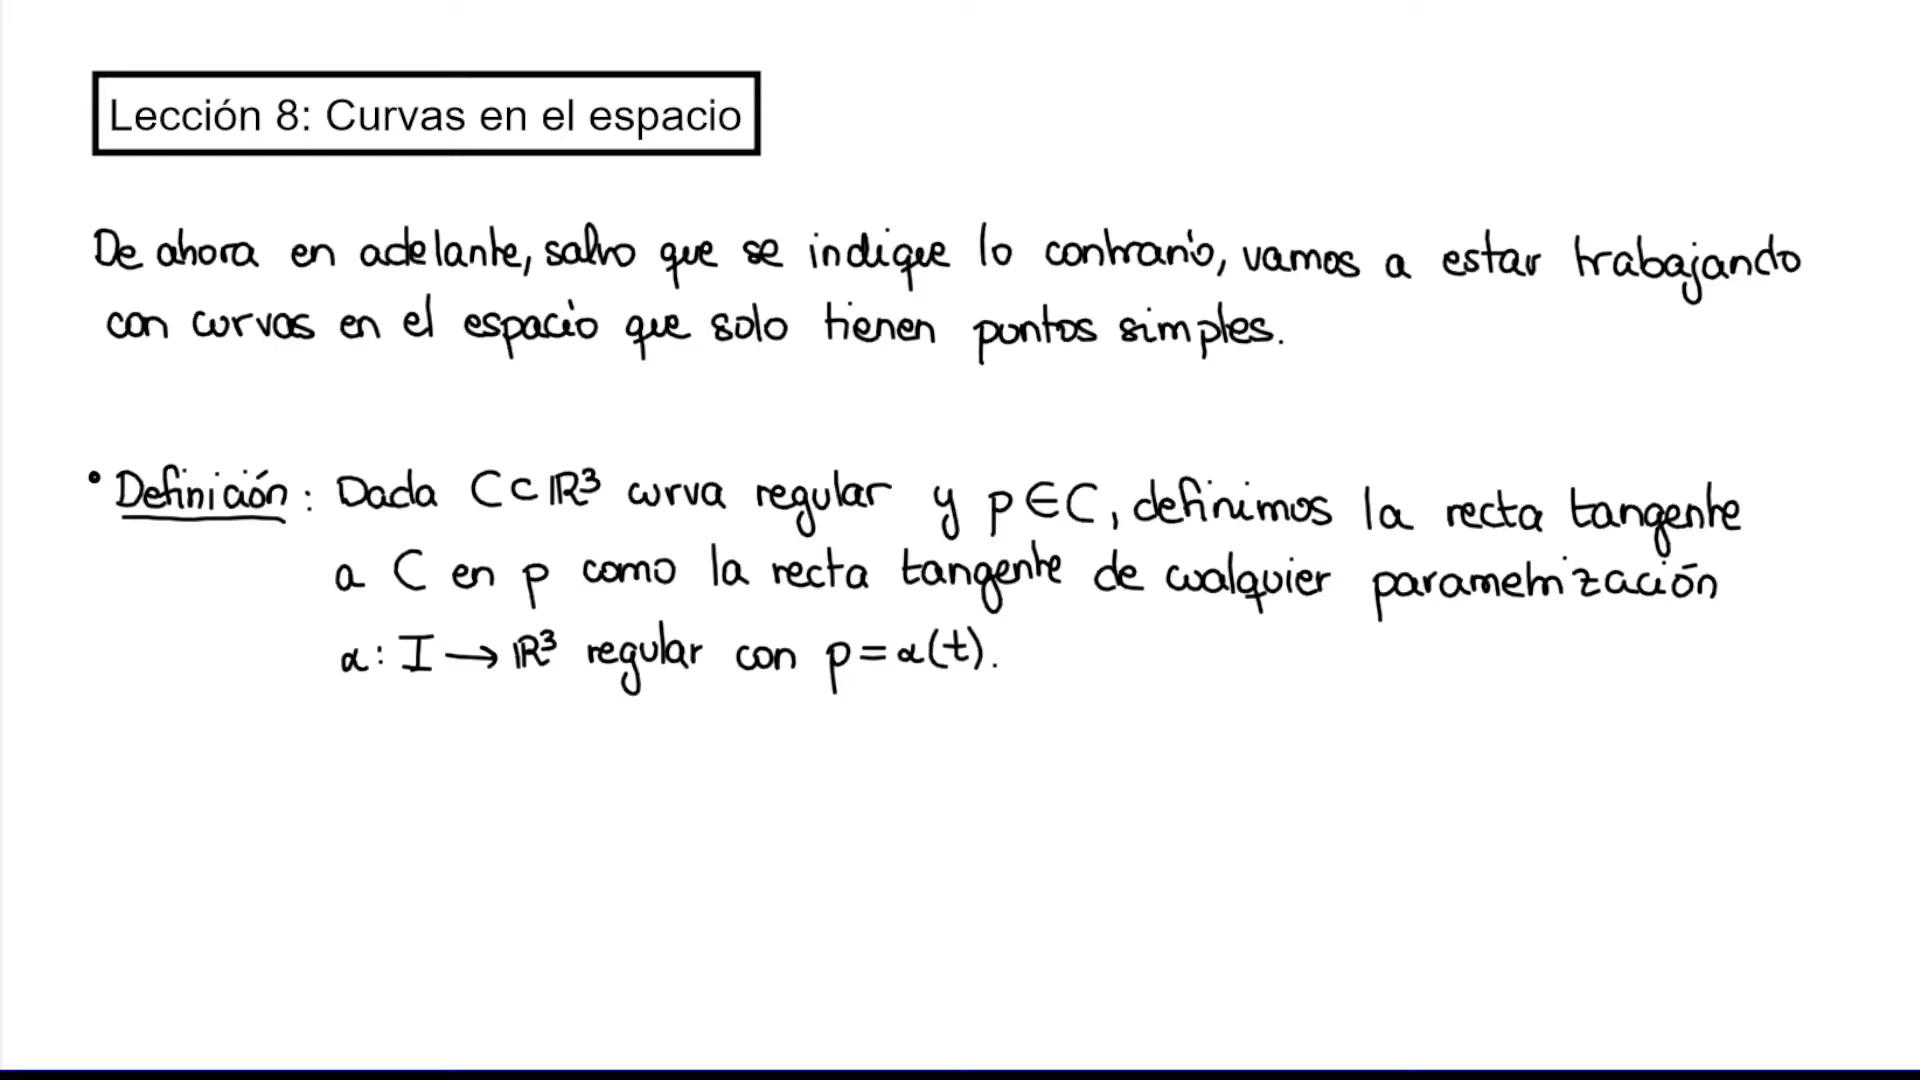 Lección 8: Curvas en el espacio
De ahora en adelante, salvo que se indique lo contrario, vamos a estar trabajando
con curvas en el espacio que solo tienen puntos simples.
• Definición: Dada C ⊂ ℝ³ curva regular y p ∈ C, definimos la recta tangente
a C en p como la recta tangente de cualquier parametrización
α: I → ℝ³ regular con p = α(t).